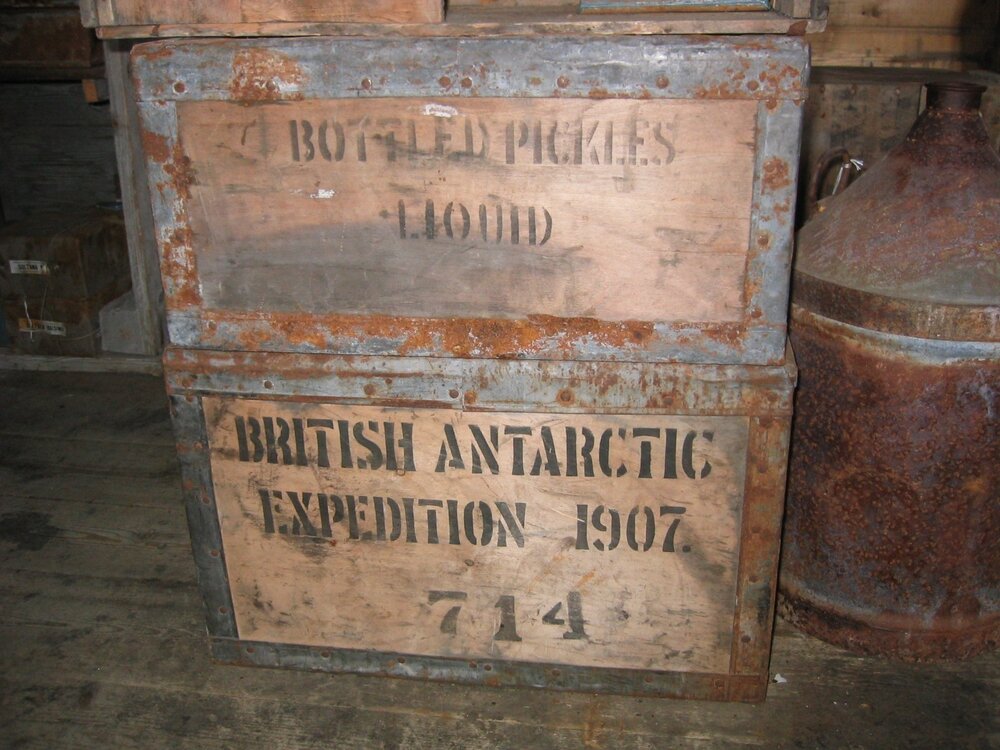 BOTTLED PICKLES
LIQUID
BRITISH ANTARCTIC
EXPEDITION 1907.
714